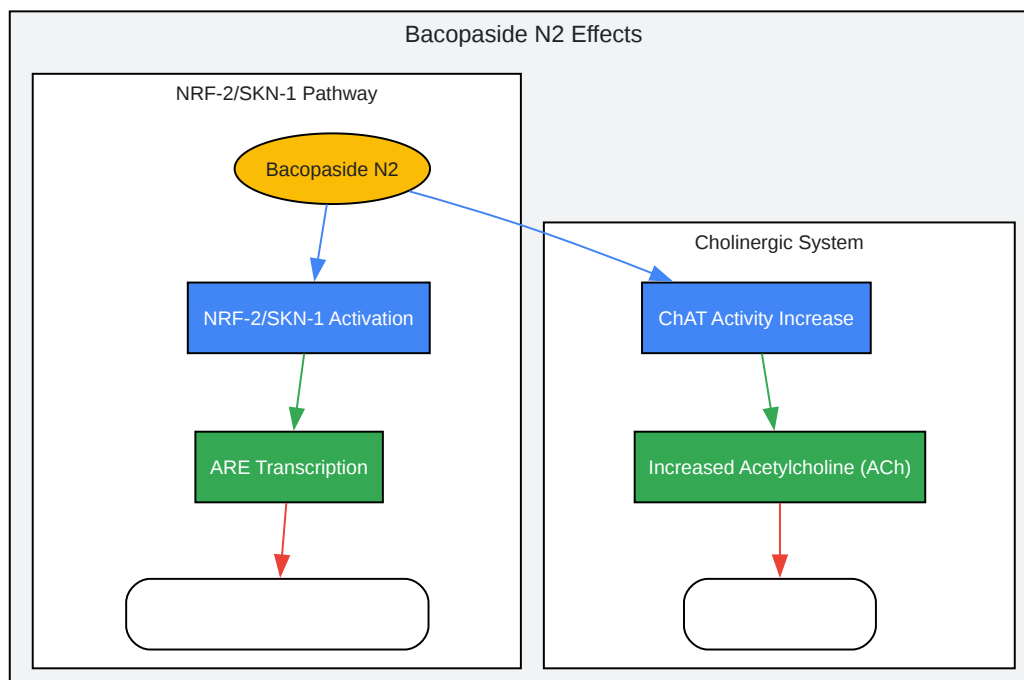 Bacopaside N2 Effects
NRF-2/SKN-1 Pathway
Bacopaside N2
NRF-2/SKN-1 Activation
ARE Transcription
Cholinergic System
ChAT Activity Increase
Increased Acetylcholine (ACh)